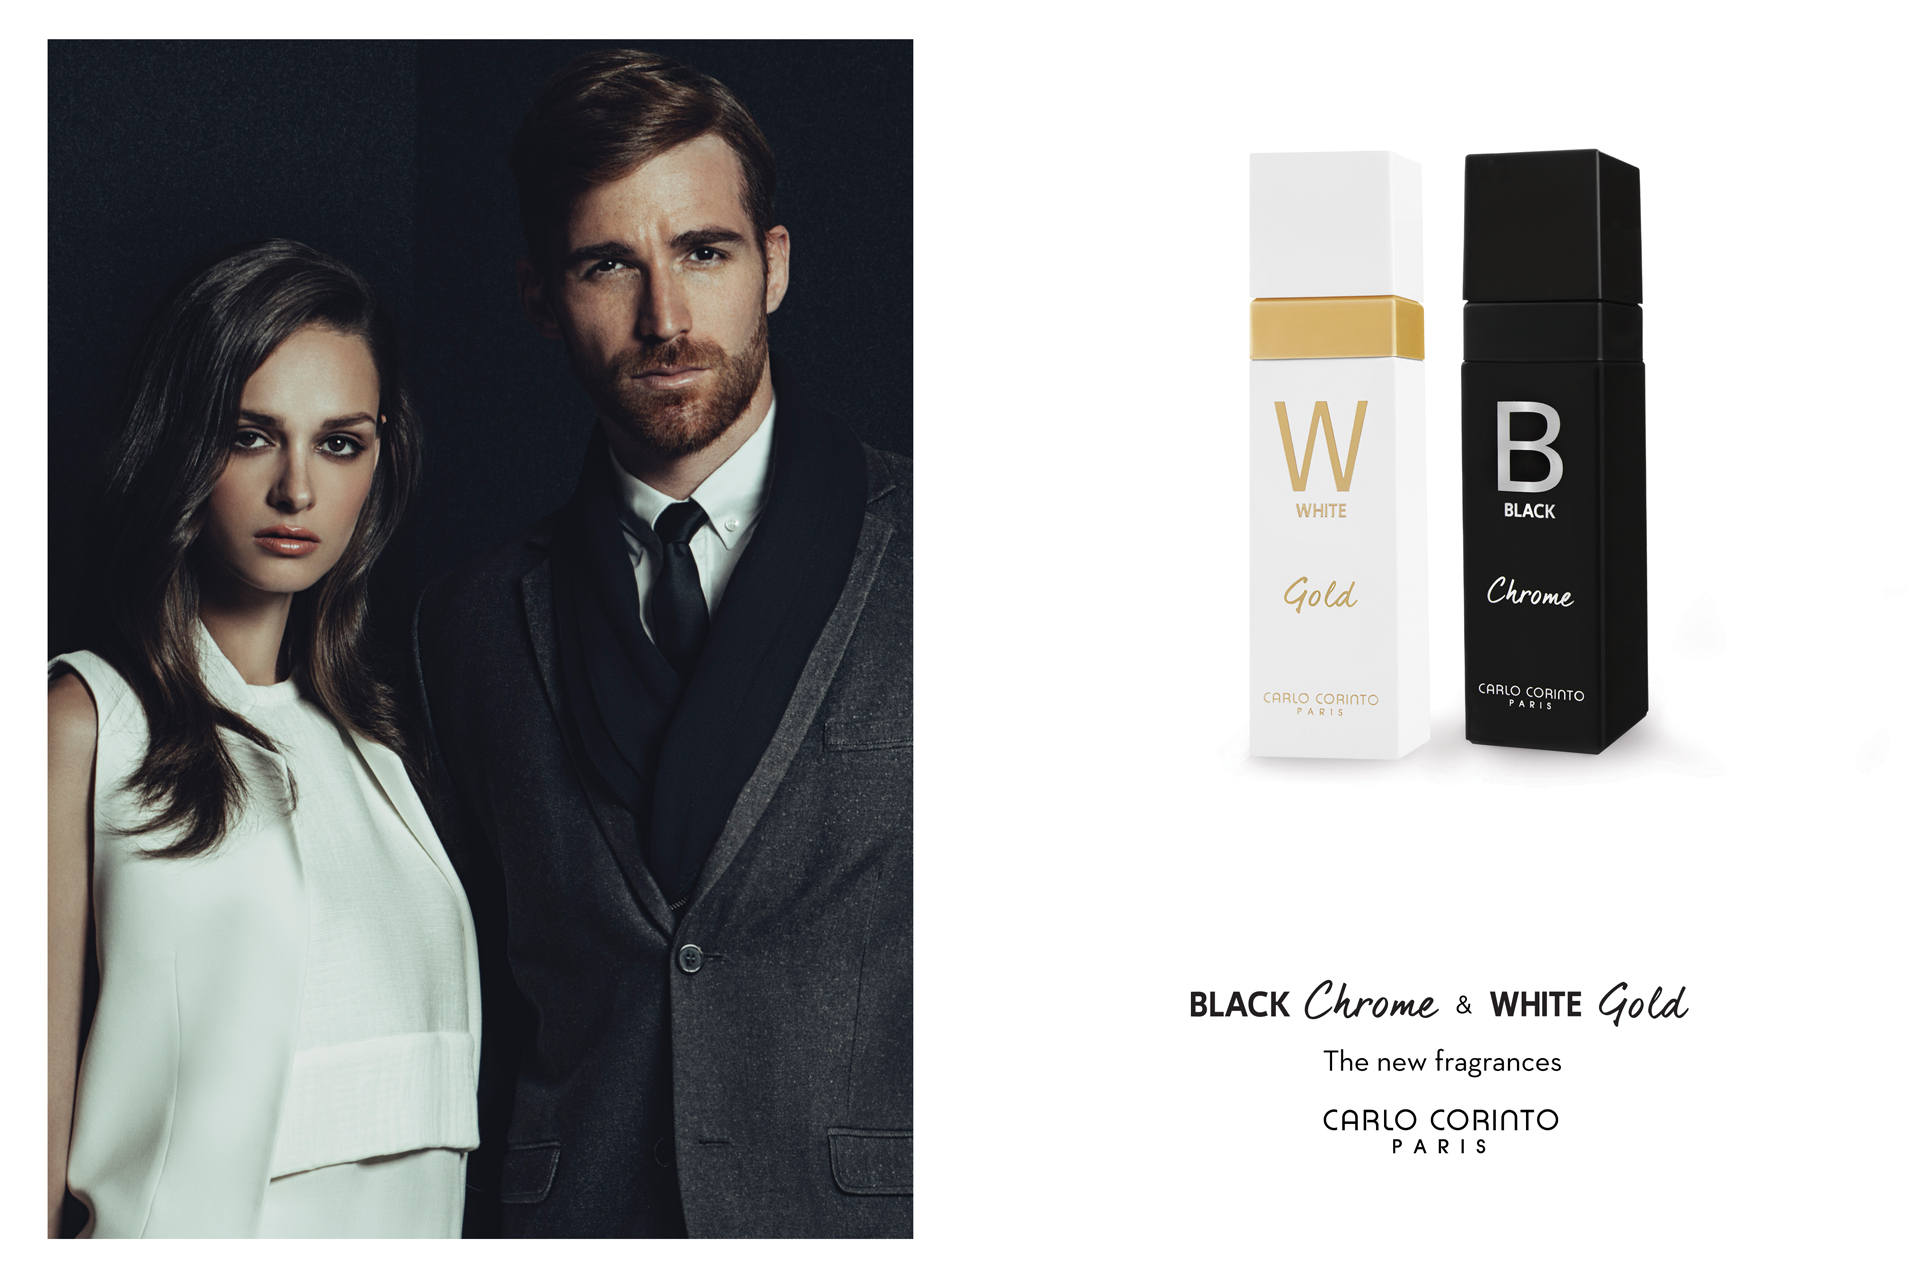 W
WHITE
Gold
CARLO CORINTO
PARIS
B
BLACK
Chrome
CARLO CORINTO
PARIS
BLACK Chrome & WHITE Gold
The new fragrances
CARLO CORINTO
PARIS